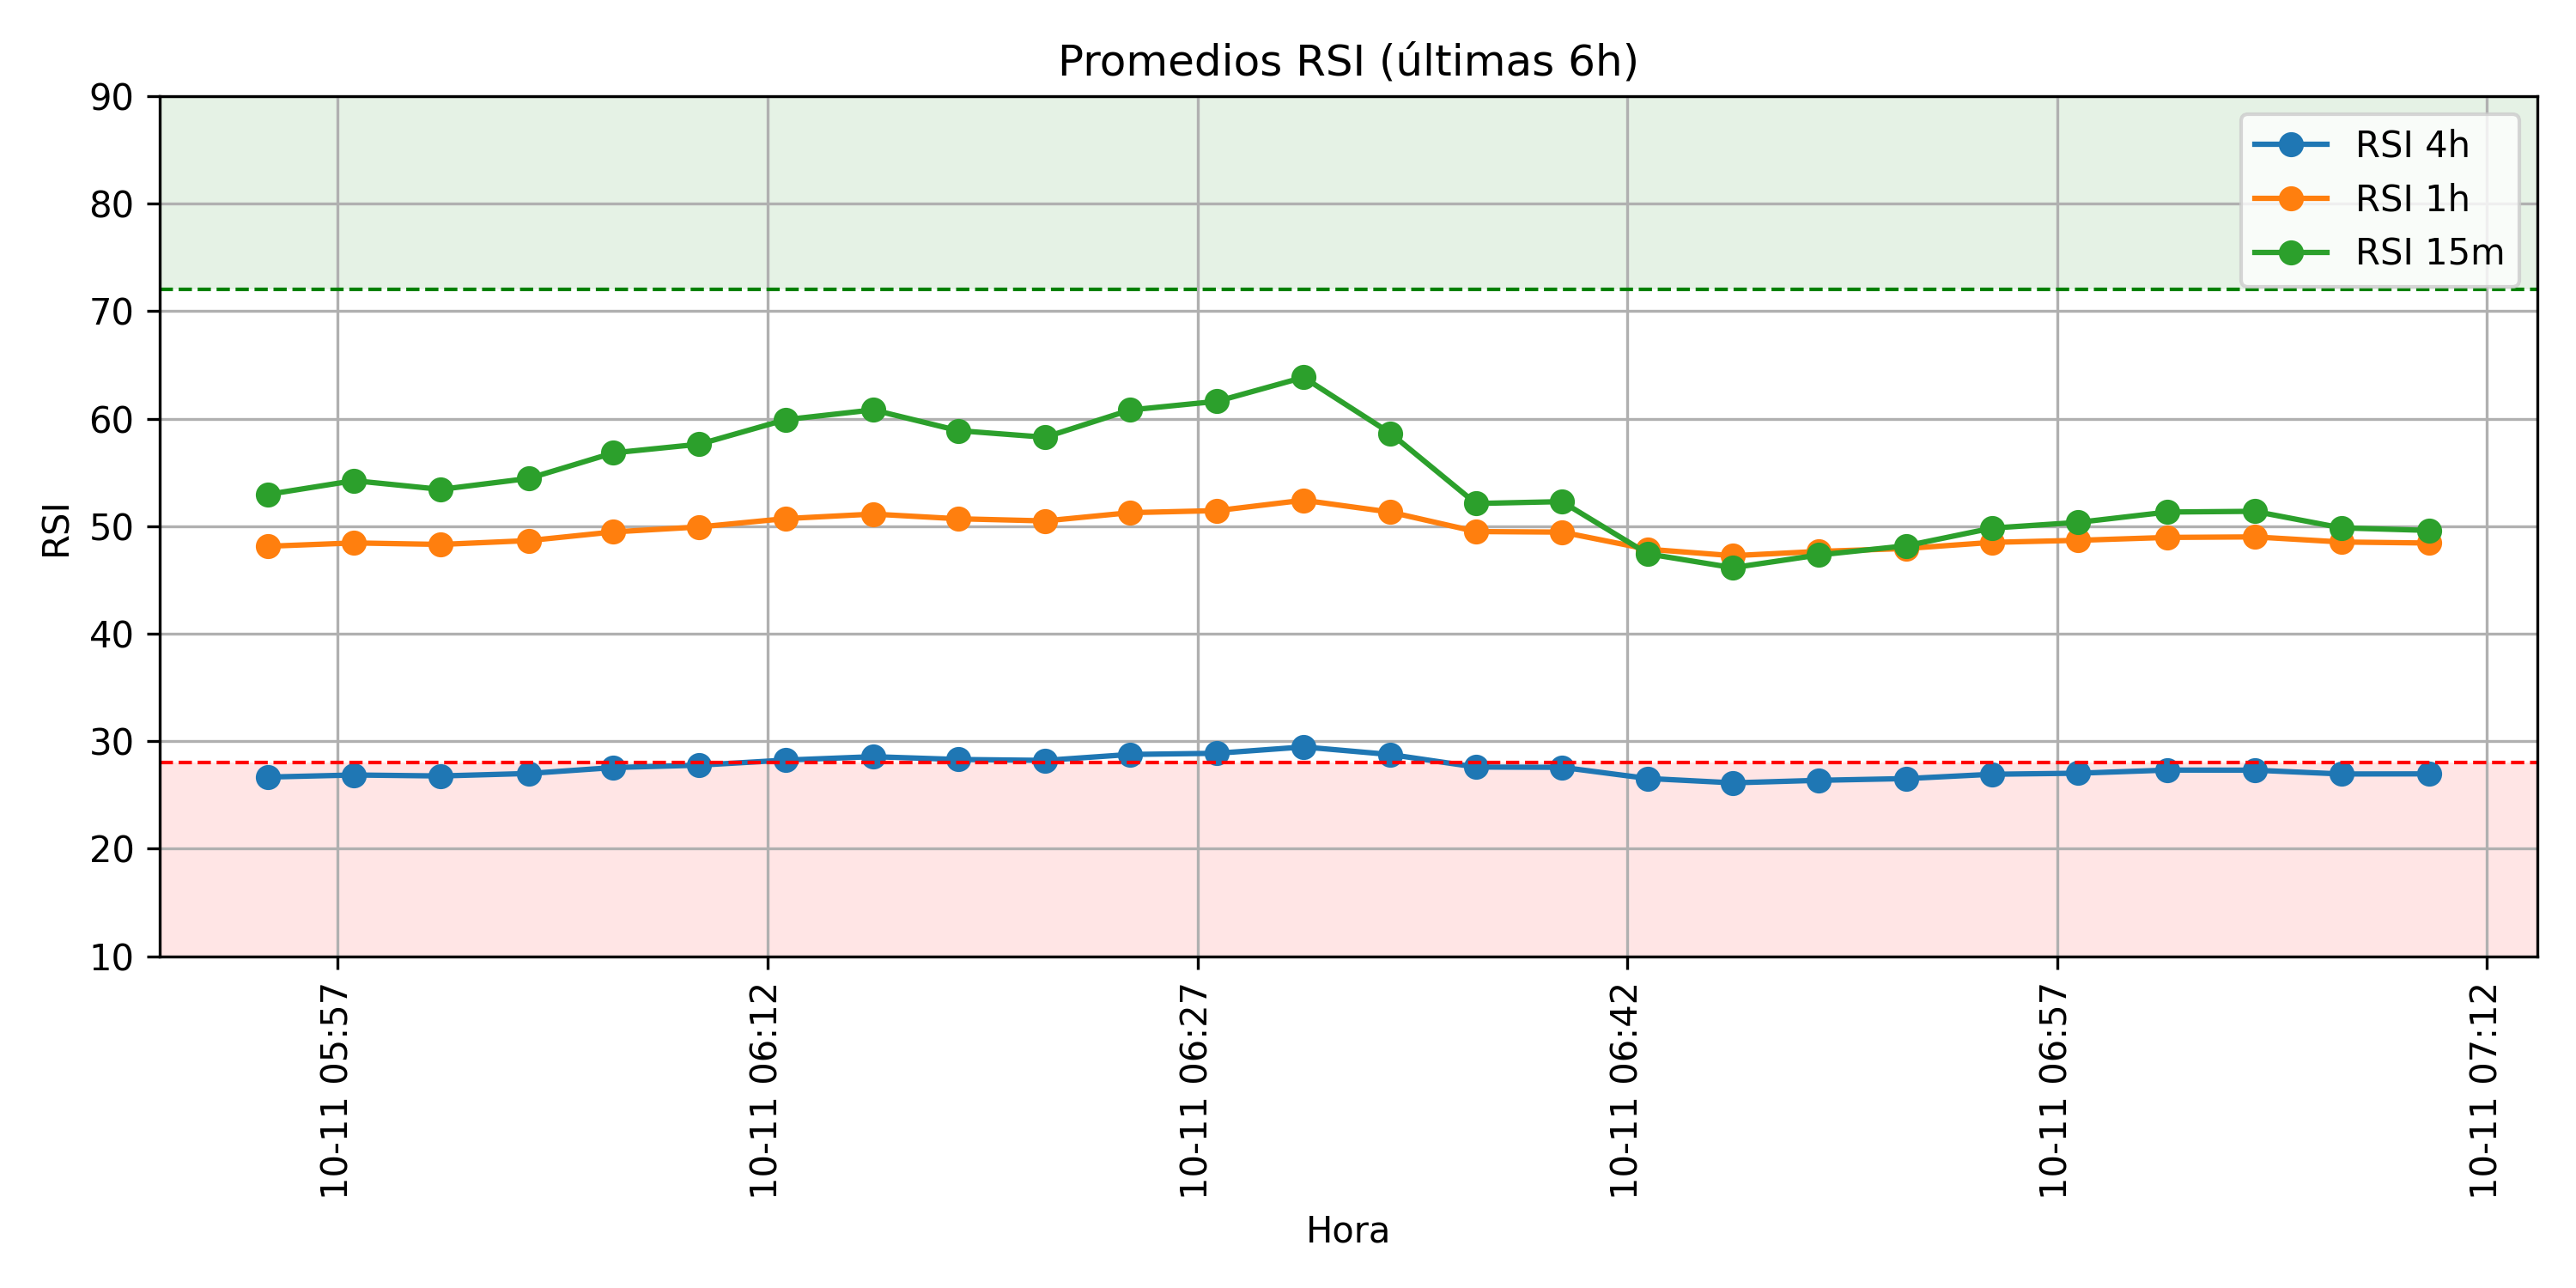 Promedios RSI (últimas 6h)
90
80
70
60
50
40
30
20
10
RSI
RSI 4h
RSI 1h
RSI 15m
10-11 05:57
10-11 06:12
10-11 06:27
10-11 06:42
10-11 06:57
10-11 07:12
Hora